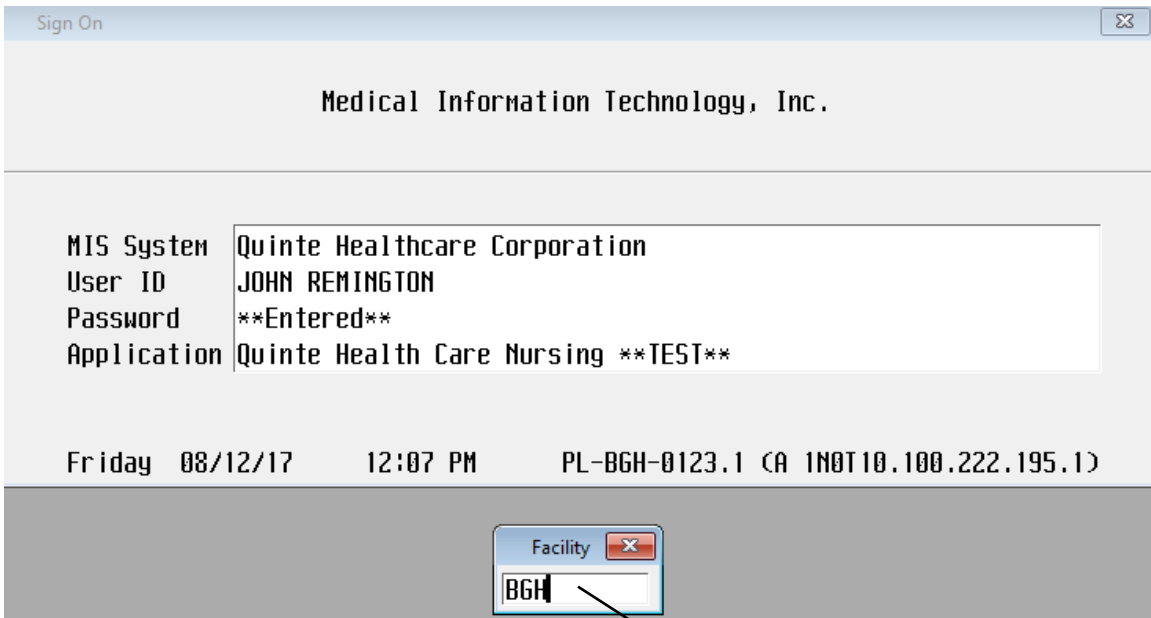 Sign On
Medical Information Technology, Inc.
MIS System Quinte Healthcare Corporation
User ID JOHN REMINGTON
Password **Entered**
Application Quinte Health Care Nursing **TEST**
Friday 08/12/17 12:07 PM PL-BGH-0123.1 (A 1N0T10.100.222.195.1)
Facility
BGH